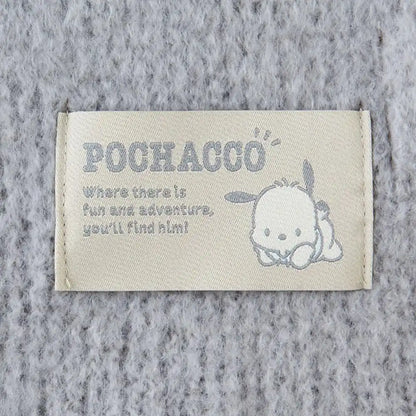 POCHACCO
Where there is
fun and adventure,
you'll find him!